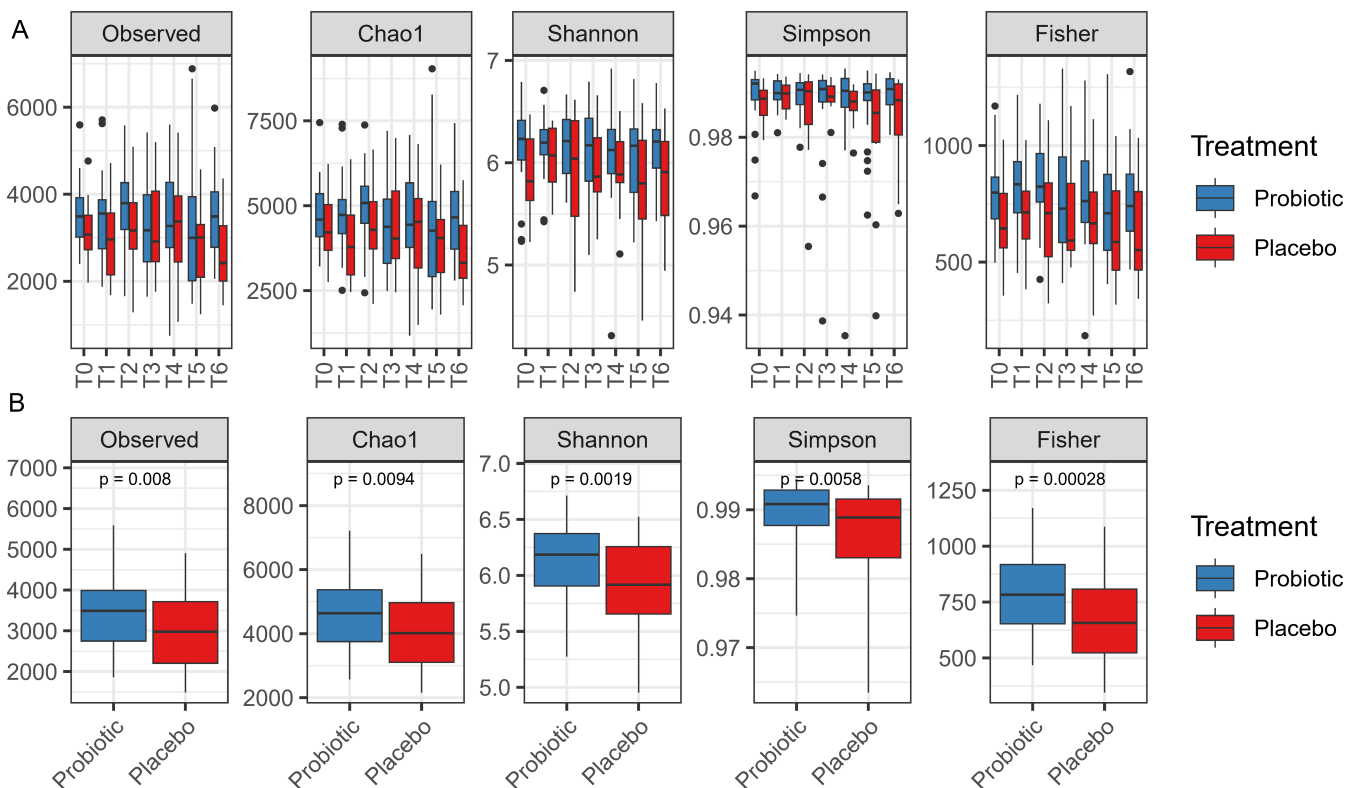 A
Observed Chao1 Shannon Simpson Fisher
6000
4000
2000
7500
5000
2500
7
6
5
0.98
0.96
0.94
1000
500
T0 T1 T2 T3 T4 T5 T6
T0 T1 T2 T3 T4 T5 T6
T0 T1 T2 T3 T4 T5 T6
T0 T1 T2 T3 T4 T5 T6
T0 T1 T2 T3 T4 T5 T6
Treatment
Probiotic
Placebo
B
Observed Chao1 Shannon Simpson Fisher
p = 0.008 p = 0.0094 p = 0.0019 p = 0.0058 p = 0.00028
7000
6000
5000
4000
3000
2000
8000
6000
4000
2000
7.0
6.5
6.0
5.5
5.0
0.99
0.98
0.97
1250
1000
750
500
Probiotic Placebo
Probiotic Placebo
Probiotic Placebo
Probiotic Placebo
Probiotic Placebo
Treatment
Probiotic
Placebo